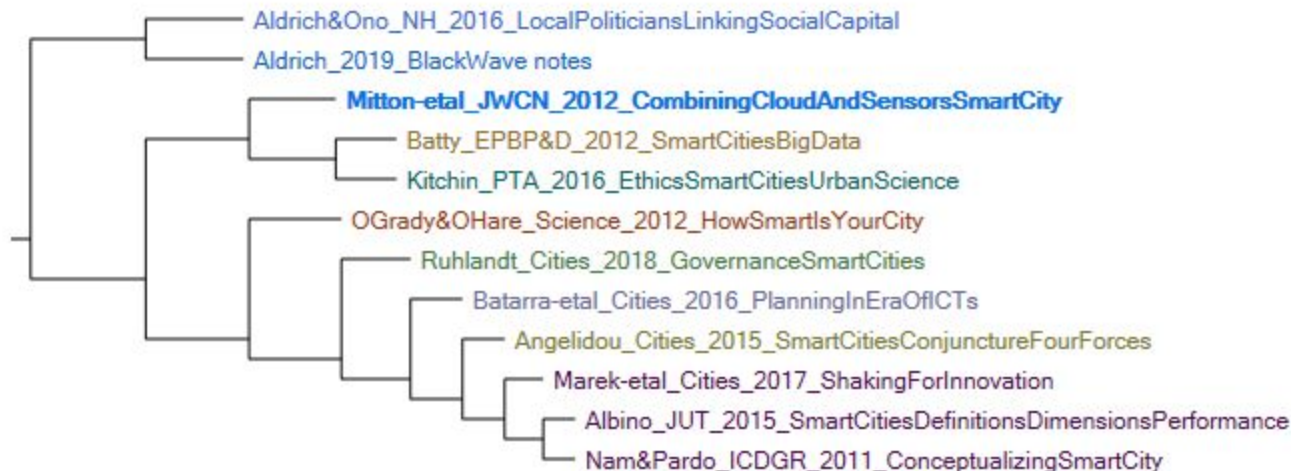 Aldrich&Ono_NH_2016_LocalPoliticiansLinkingSocialCapital
Aldrich_2019_BlackWave notes
Mitton-etal_JWCN_2012_CombiningCloudAndSensorsSmartCity
Batty_EPBP&D_2012_SmartCitiesBigData
Kitchin_PTA_2016_EthicsSmartCitiesUrbanScience
OGrady&OHare_Science_2012_HowSmartIsYourCity
Ruhlandt_Cities_2018_GovernanceSmartCities
Batarra-etal_Cities_2016_PlanningInEraOfICTs
Angelidou_Cities_2015_SmartCitiesConjunctureFourForces
Marek-etal_Cities_2017_ShakingForInnovation
Albino_JUT_2015_SmartCitiesDefinitionsDimensionsPerformance
Nam&Pardo_ICDGR_2011_ConceptualizingSmartCity